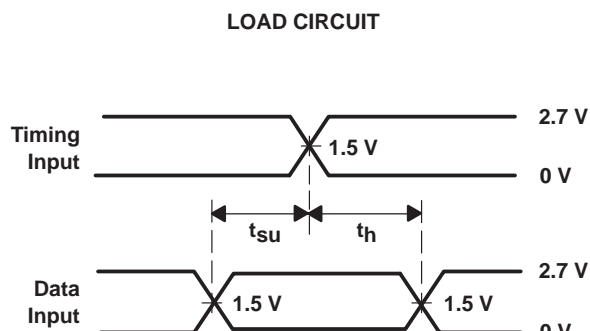 LOAD CIRCUIT
2.7 V
Timing
Input
1.5 V
0 V
tsu
th
2.7 V
Data
Input
1.5 V
1.5 V
0 V